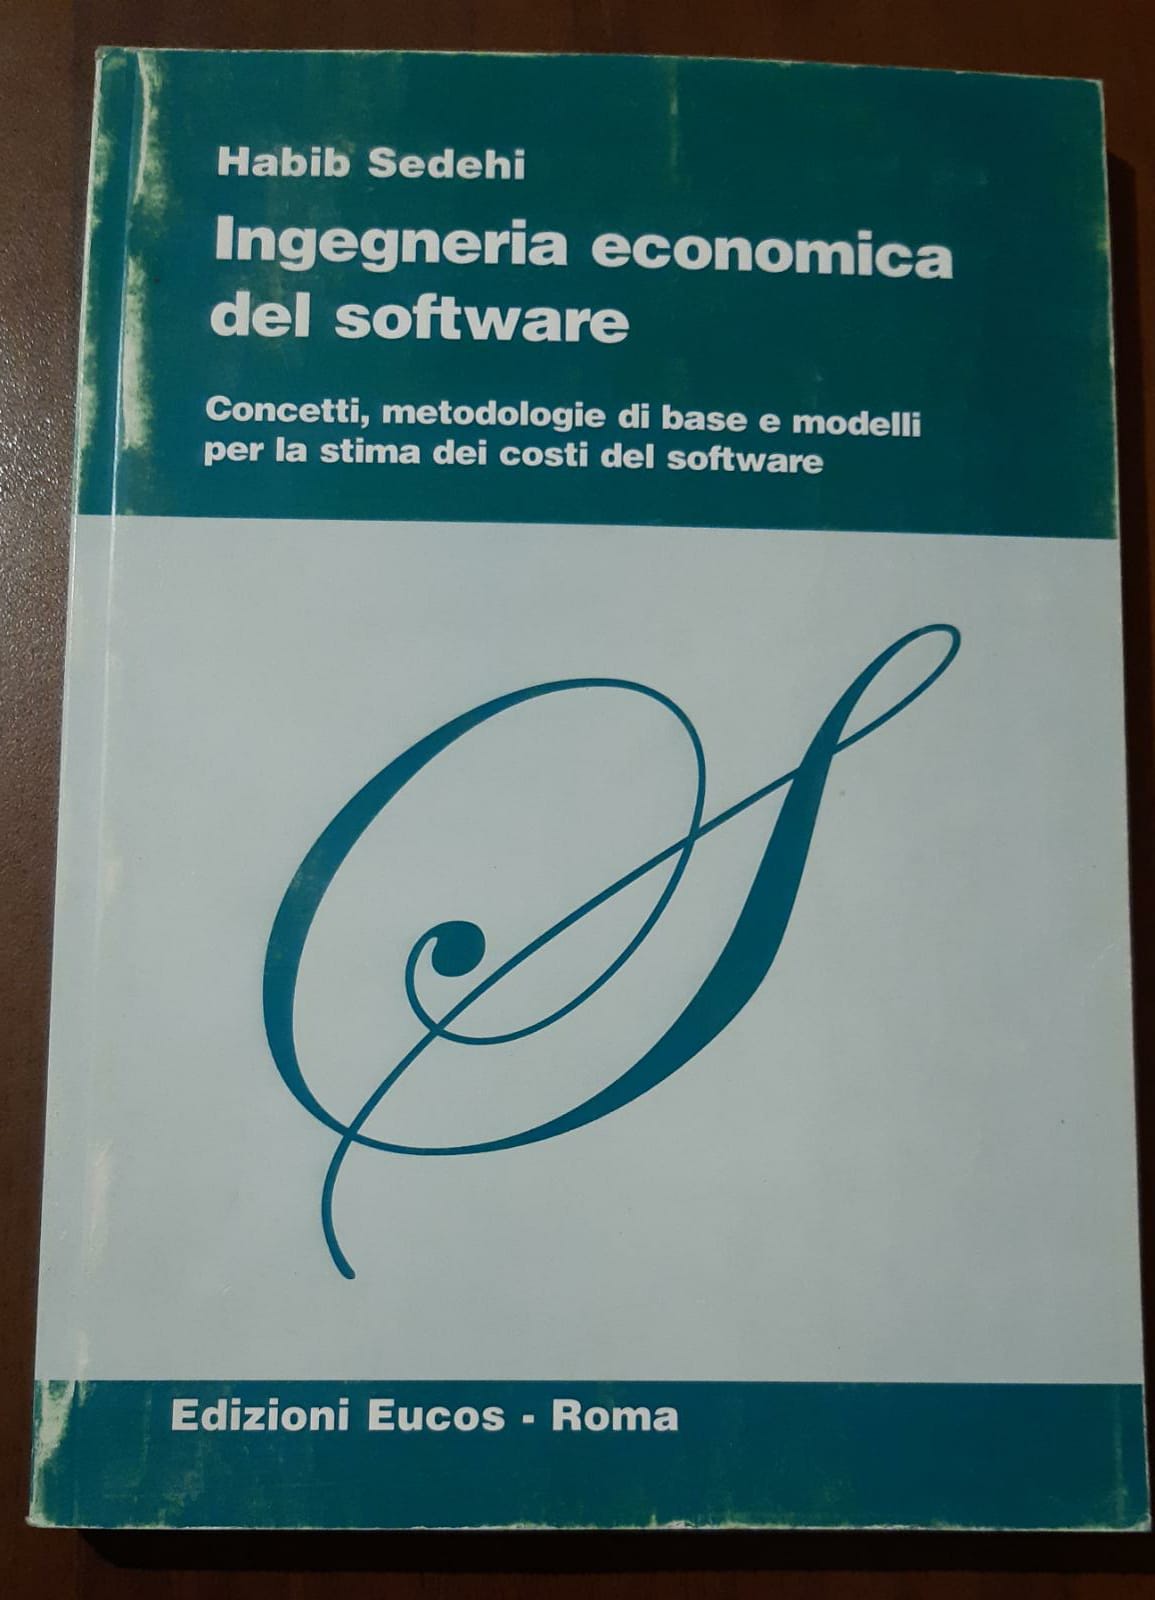 Habib Sedehi
Ingegneria economica
del software
Concetti, metodologie di base e modelli
per la stima dei costi del software
S
Edizioni Eucos - Roma